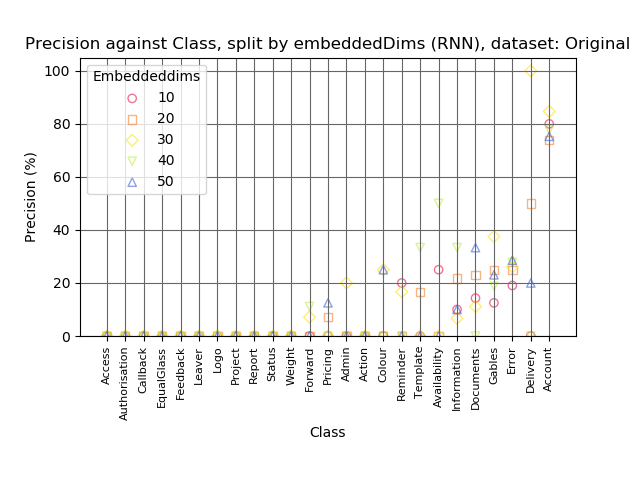 Precision against Class, split by embeddedDims (RNN), dataset: Original
Embeddeddims
10
20
30
40
50
100
80
60
40
20
0
Precision (%)
Access
Authorisation
Callback
EqualGlass
Feedback
Leaver
Logo
Project
Report
Status
Weight
Forward
Pricing
Admin
Action
Colour
Reminder
Template
Availability
Information
Documents
Gables
Error
Delivery
Account
Class